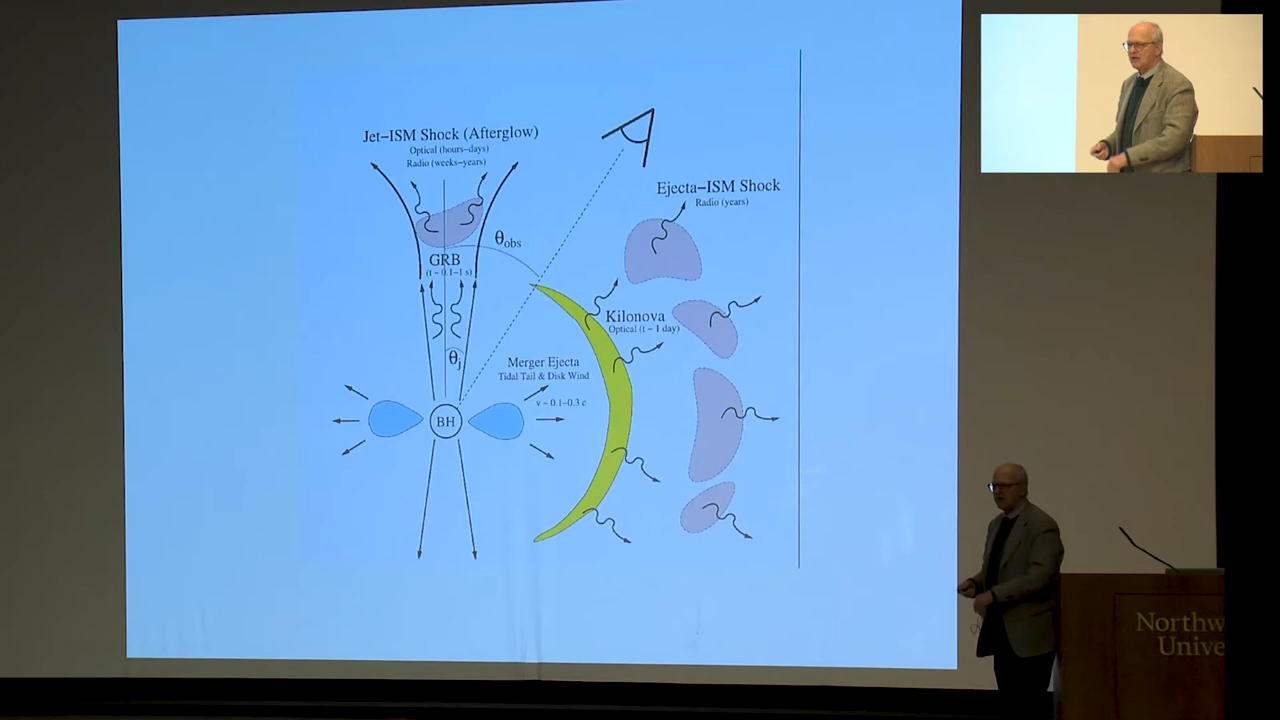 Jet–ISM Shock (Afterglow)
Optical (hours–days)
Radio (weeks–years)
Ejecta–ISM Shock
Radio (years)
θobs
GRB
(t ~ 0.1–1 s)
Kilonova
Optical (t ~ 1 day)
θj
Merger Ejecta
Tidal Tail & Disk Wind
v ~ 0.1–0.3 c
BH
Northw
Unive